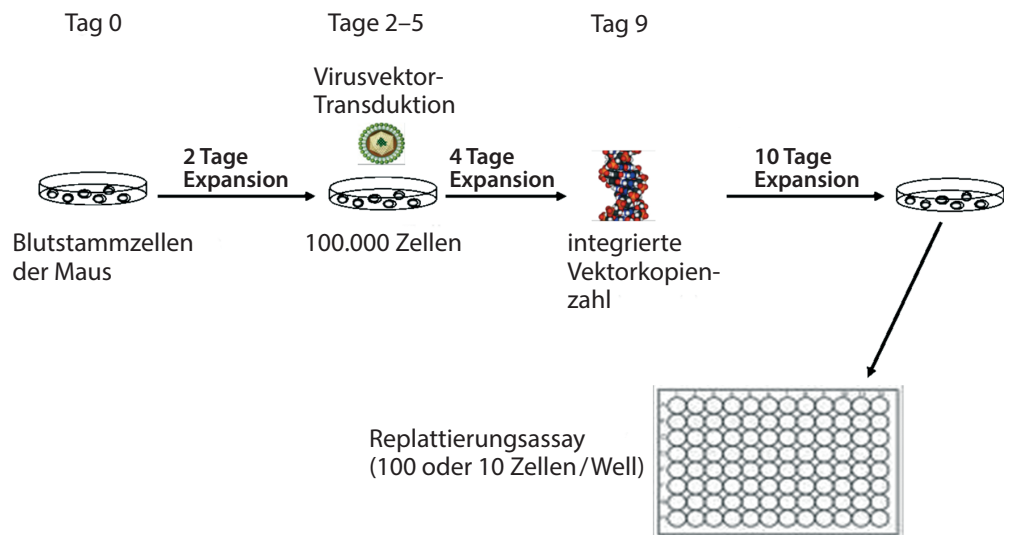 Tag 0
Tage 2–5
Tag 9
Virusvektor-
Transduktion
2 Tage
Expansion
4 Tage
Expansion
10 Tage
Expansion
Blutstammzellen
der Maus
100.000 Zellen
integrierte
Vektorkopien-
zahl
Replattierungsassay
(100 oder 10 Zellen/Well)